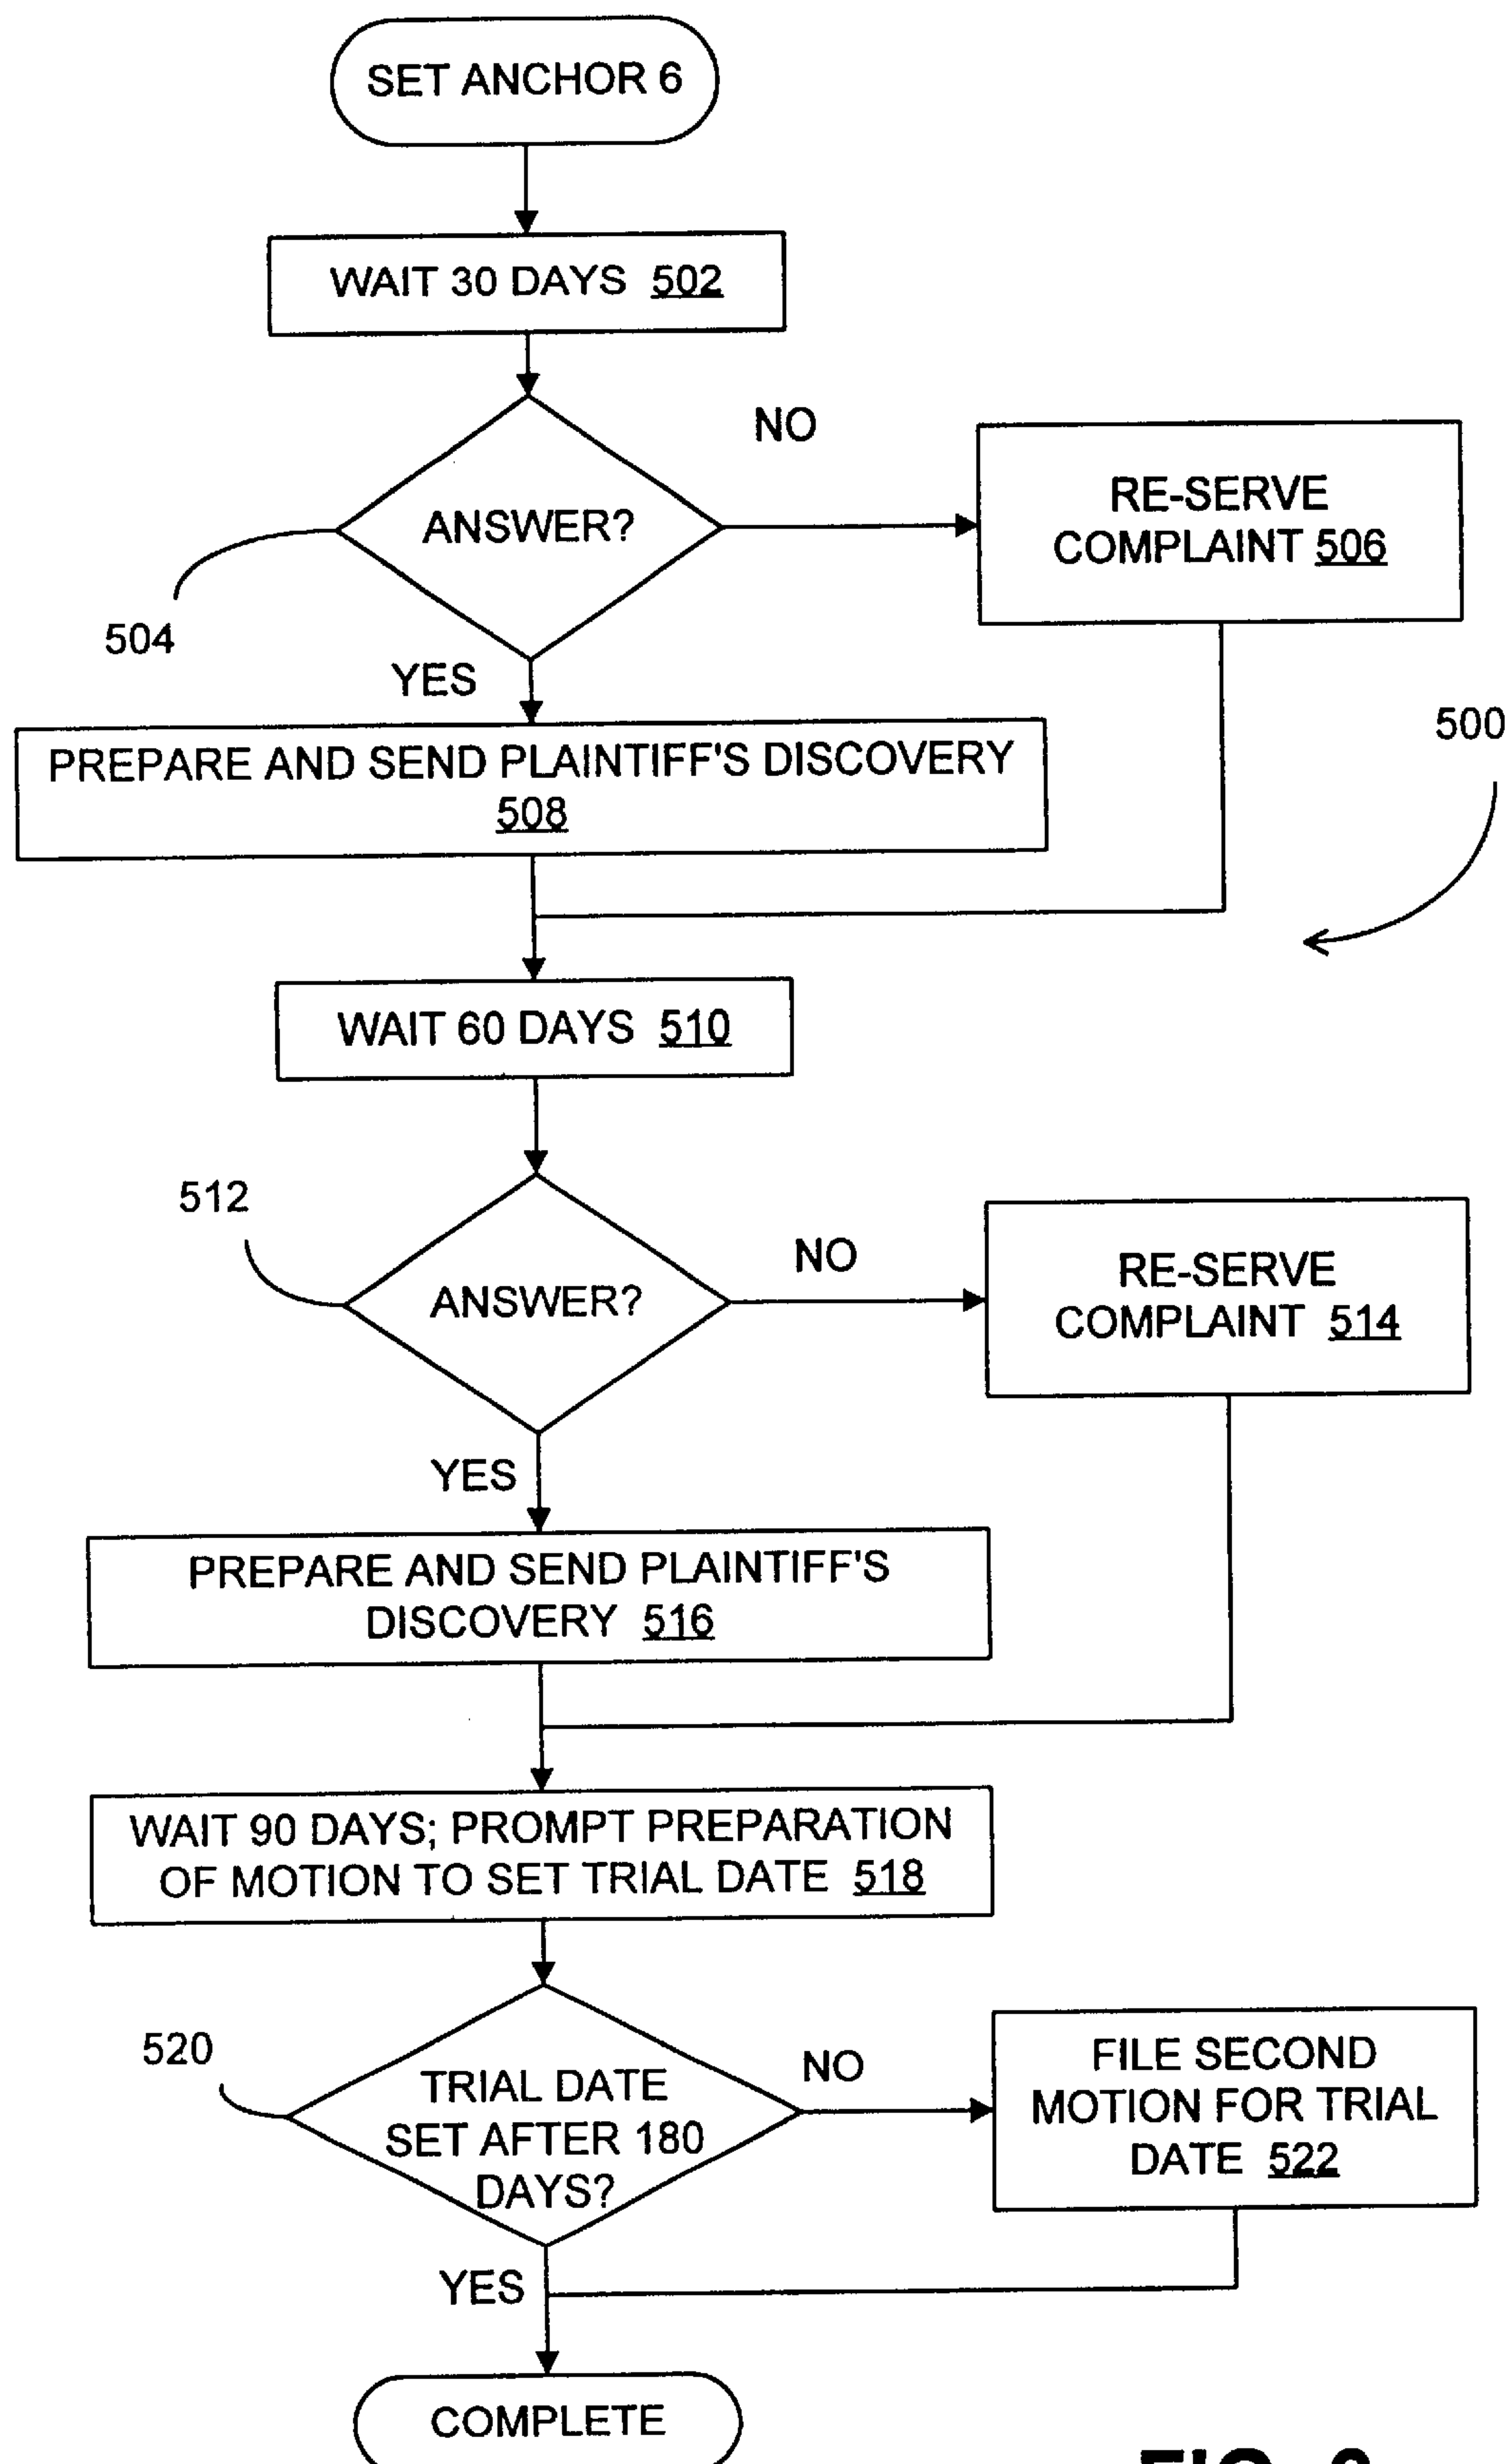 SET ANCHOR 6
WAIT 30 DAYS 502
NO
ANSWER?
RE-SERVE
COMPLAINT 506
504
YES
500
PREPARE AND SEND PLAINTIFF'S DISCOVERY
508
WAIT 60 DAYS 510
512
NO
ANSWER?
RE-SERVE
COMPLAINT 514
YES
PREPARE AND SEND PLAINTIFF'S
DISCOVERY 516
WAIT 90 DAYS; PROMPT PREPARATION
OF MOTION TO SET TRIAL DATE 518
520
NO
TRIAL DATE
SET AFTER 180
DAYS?
FILE SECOND
MOTION FOR TRIAL
DATE 522
YES
COMPLETE
FIG.